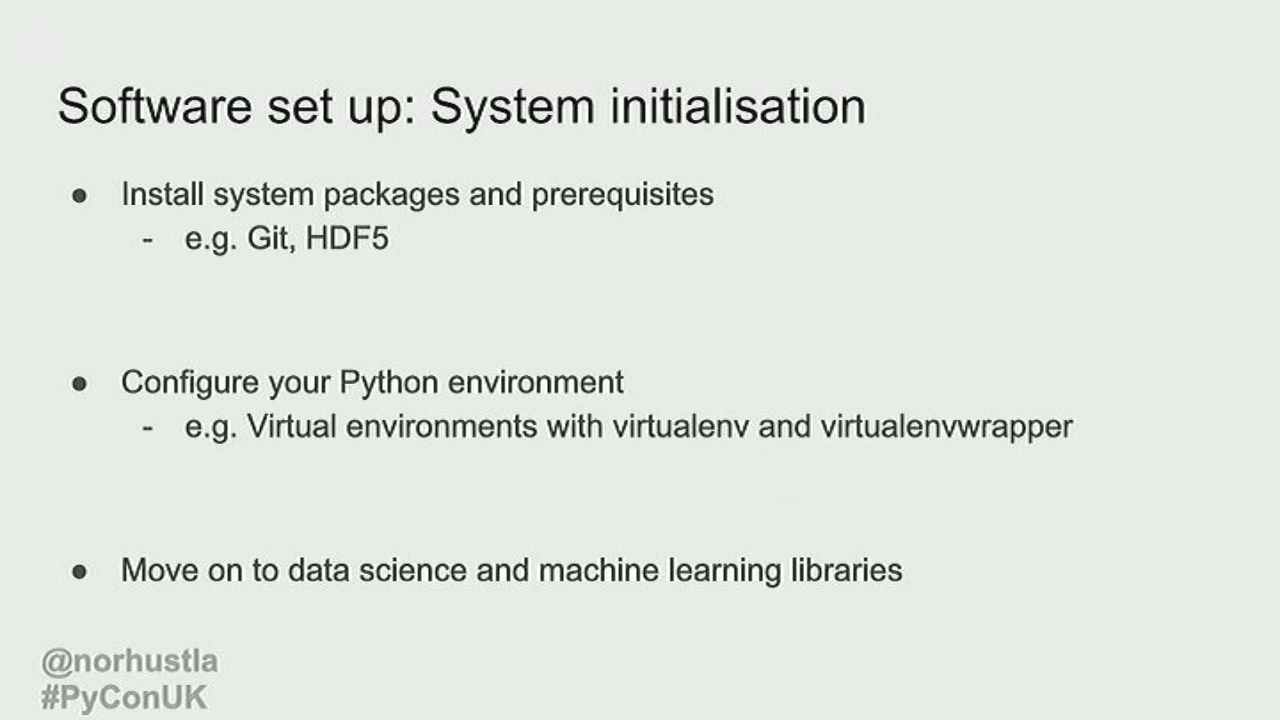 Software set up: System initialisation
● Install system packages and prerequisites
- e.g. Git, HDF5
● Configure your Python environment
- e.g. Virtual environments with virtualenv and virtualenvwrapper
● Move on to data science and machine learning libraries
@norhustla
#PyConUK